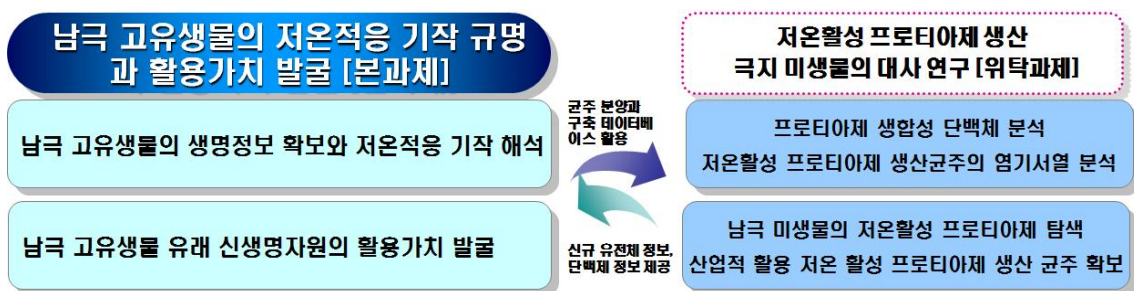 남극 고유생물의 저온적응 기작 규명
과 활용가치 발굴 [본과제]
남극 고유생물의 생명정보 확보와 저온적응 기작 해석
남극 고유생물 유래 신생명자원의 활용가치 발굴
균주 분양과
구축 데이터베
이스 활용
신규 유전체 정보,
단백체 정보 제공
저온활성 프로티아제 생산
극지 미생물의 대사 연구 [위탁과제]
프로티아제 생합성 단백체 분석
저온활성 프로티아제 생산균주의 염기서열 분석
남극 미생물의 저온활성 프로티아제 탐색
산업적 활용 저온 활성 프로티아제 생산 균주 확보